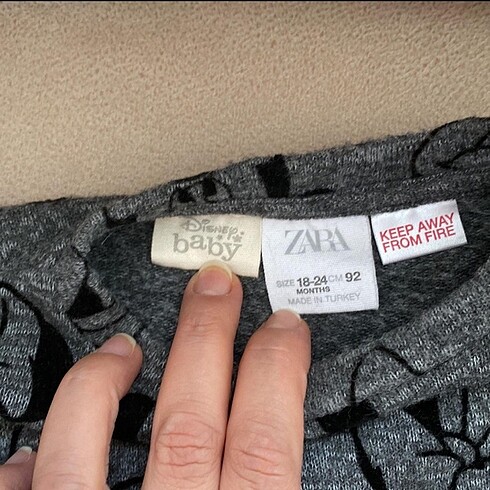 Disney
baby
ZARA
SIZE 18-24 CM 92
MONTHS
MADE IN TURKEY
KEEP AWAY
FROM FIRE